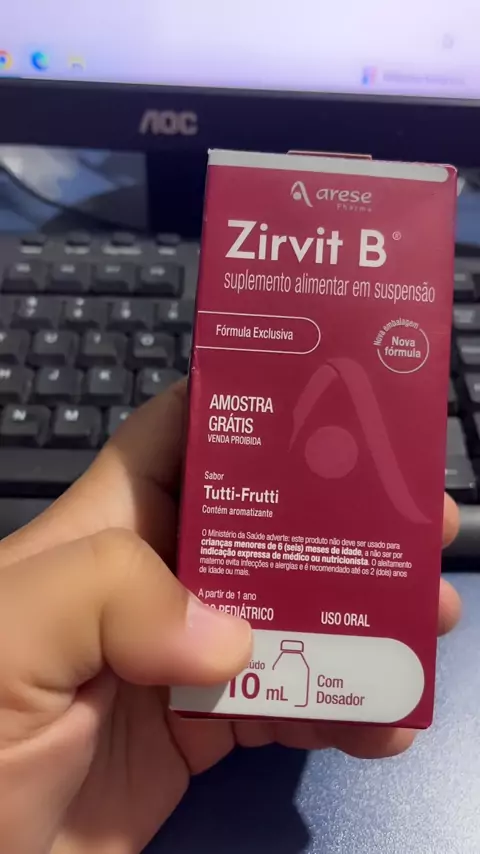 AOC
arese
Pharma
Zirvit B®
suplemento alimentar em suspensão
Fórmula Exclusiva
Nova embalagem
Nova
fórmula
AMOSTRA
GRÁTIS
VENDA PROIBIDA
Sabor
Tutti-Frutti
Contém aromatizante
O Ministério da Saúde adverte: este produto não deve ser usado para
crianças menores de 6 (seis) meses de idade, a não ser por
indicação expressa de médico ou nutricionista. O aleitamento
materno evita infecções e alergias e é recomendado até os 2 (dois) anos
de idade ou mais.
A partir de 1 ano
PEDIÁTRICO
USO ORAL
10 mL
Com
Dosador